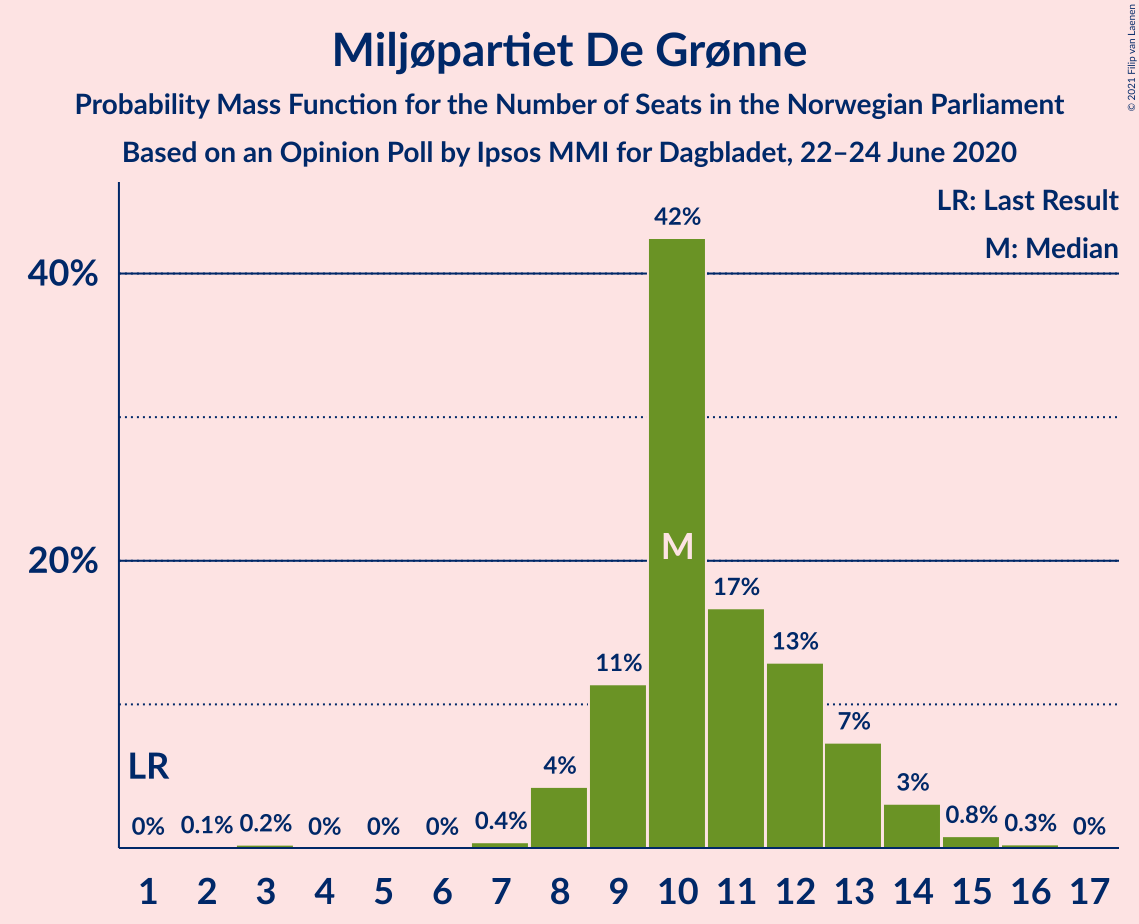 Miljøpartiet De Grønne
Probability Mass Function for the Number of Seats in the Norwegian Parliament
Based on an Opinion Poll by Ipsos MMI for Dagbladet, 22–24 June 2020
© 2021 Filip van Laenen
LR: Last Result
M: Median
42%
40%
M
20%
17%
13%
11%
7%
LR
4%
3%
0% 0.1% 0.2% 0% 0% 0% 0.4% 0.8% 0.3% 0%
1 2 3 4 5 6 7 8 9 10 11 12 13 14 15 16 17